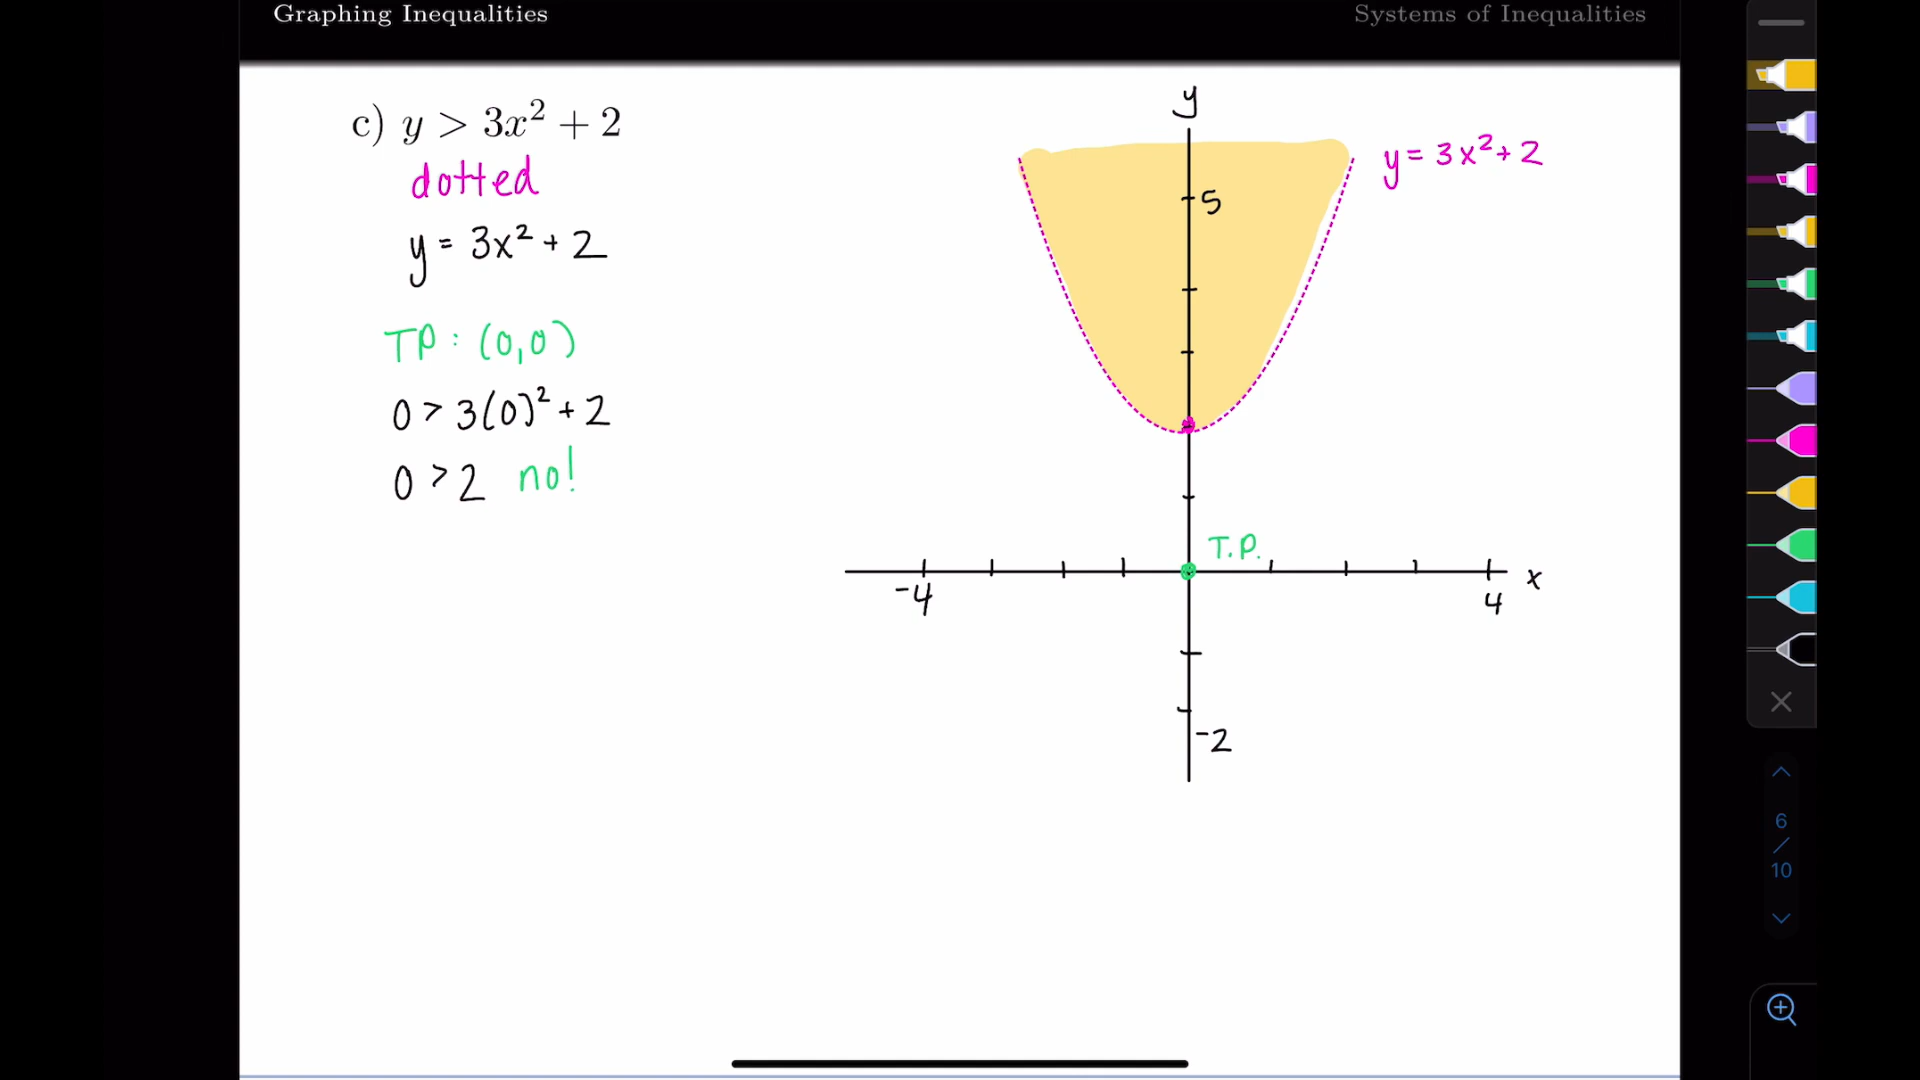 Graphing Inequalities
Systems of Inequalities
c) y > 3x² + 2
dotted
y = 3x² + 2
TP : (0,0)
0 > 3(0)² + 2
0 > 2 no!
y
y = 3x² + 2
5
T.P.
-4
4
x
-2
6
/
10